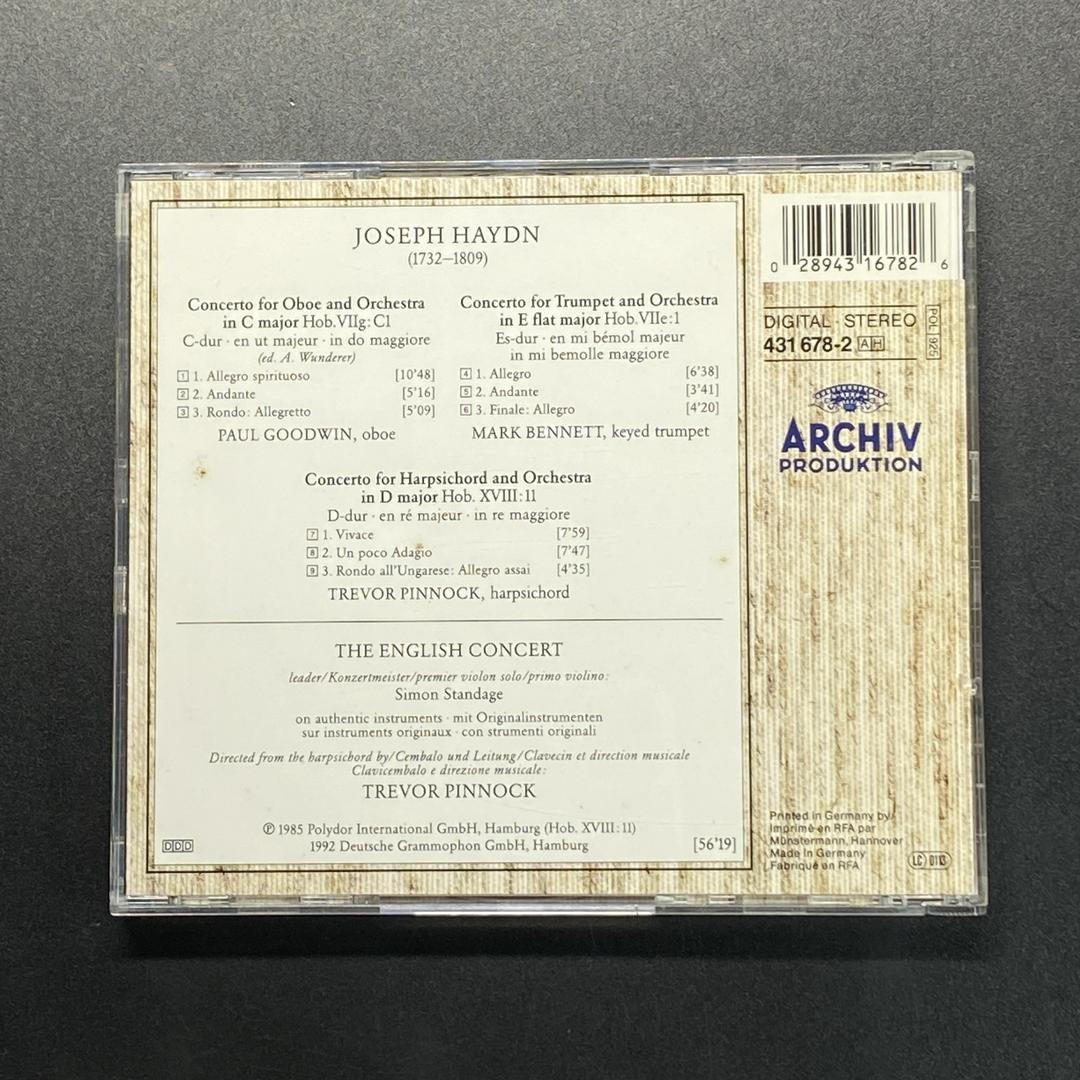 JOSEPH HAYDN
(1732–1809)
Concerto for Oboe and Orchestra
in C major Hob.VIIg:C1
C-dur · en ut majeur · in do maggiore
(ed. A. Wunderer)
1 1. Allegro spirituoso [10'48]
2 2. Andante [5'16]
3 3. Rondo: Allegretto [5'09]
PAUL GOODWIN, oboe
Concerto for Trumpet and Orchestra
in E flat major Hob.VIIe:1
Es-dur · en mi bémol majeur
in mi bemolle maggiore
4 1. Allegro [6'38]
5 2. Andante [3'41]
6 3. Finale: Allegro [4'20]
MARK BENNETT, keyed trumpet
Concerto for Harpsichord and Orchestra
in D major Hob. XVIII:11
D-dur · en ré majeur · in re maggiore
7 1. Vivace [7'59]
8 2. Un poco Adagio [7'47]
9 3. Rondo all'Ungarese: Allegro assai [4'35]
TREVOR PINNOCK, harpsichord
THE ENGLISH CONCERT
leader/Konzertmeister/premier violon solo/primo violino:
Simon Standage
on authentic instruments · mit Originalinstrumenten
sur instruments originaux · con strumenti originali
Directed from the harpsichord by/Cembalo und Leitung/Clavecin et direction musicale
Clavicembalo e direzione musicale:
TREVOR PINNOCK
℗ 1985 Polydor International GmbH, Hamburg (Hob. XVIII:11)
1992 Deutsche Grammophon GmbH, Hamburg
DDD
[56'19]
0 28943 16782 6
DIGITAL · STEREO
431 678-2 AH
POL 925
ARCHIV
PRODUKTION
Printed in Germany by/
Imprimé en RFA par
Münstermann, Hannover
Made in Germany
Fabriqué en RFA
LC 0113